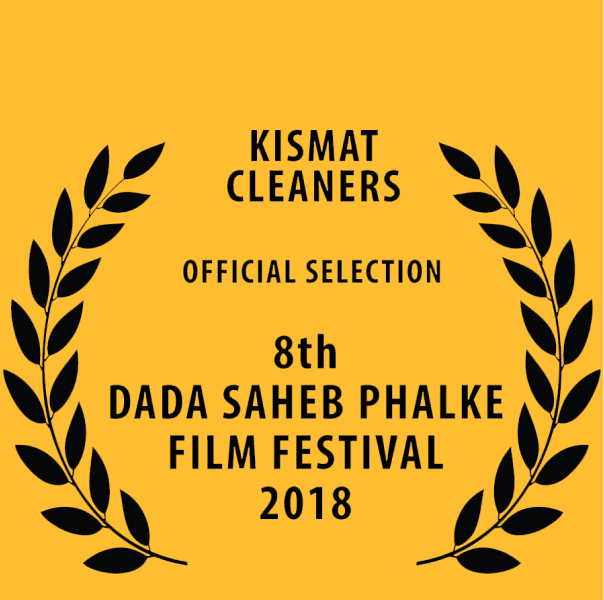 KISMAT
CLEANERS
OFFICIAL SELECTION
8th
DADA SAHEB PHALKE
FILM FESTIVAL
2018